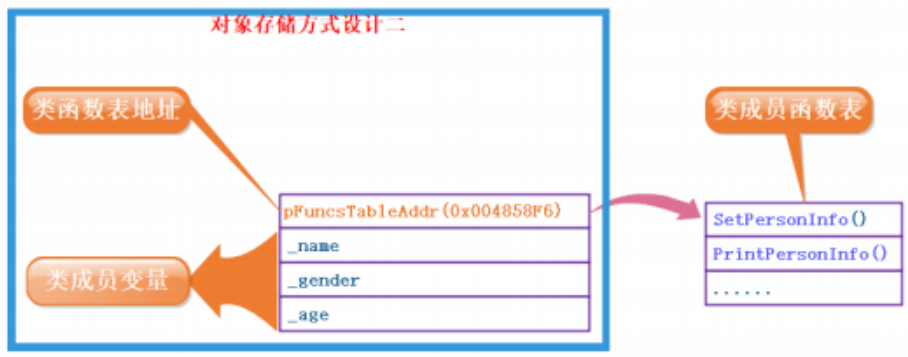 对象存储方式设计二
类函数表地址
类成员函数表
pFuncsTableAddr(0x004858F6)
_name
_gender
_age
类成员变量
SetPersonInfo()
PrintPersonInfo()
......